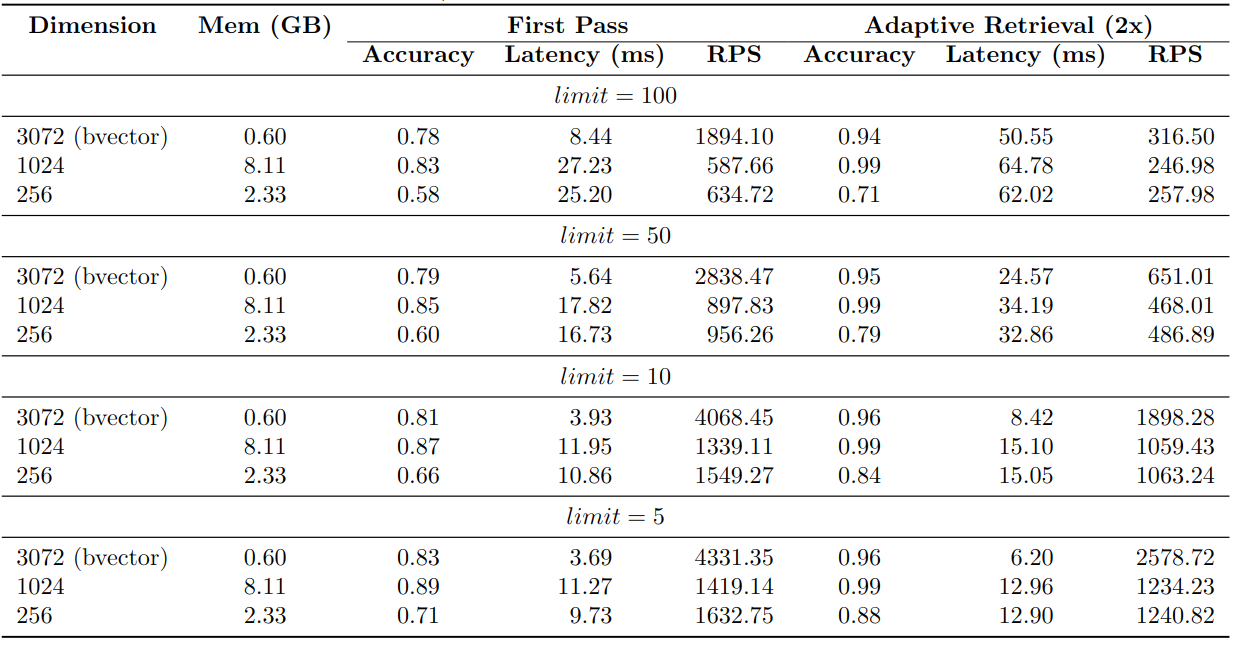 Dimension Mem (GB) First Pass Adaptive Retrieval (2x)
Accuracy Latency (ms) RPS Accuracy Latency (ms) RPS
limit = 100
3072 (bvector) 0.60 0.78 8.44 1894.10 0.94 50.55 316.50
1024 8.11 0.83 27.23 587.66 0.99 64.78 246.98
256 2.33 0.58 25.20 634.72 0.71 62.02 257.98
limit = 50
3072 (bvector) 0.60 0.79 5.64 2838.47 0.95 24.57 651.01
1024 8.11 0.85 17.82 897.83 0.99 34.19 468.01
256 2.33 0.60 16.73 956.26 0.79 32.86 486.89
limit = 10
3072 (bvector) 0.60 0.81 3.93 4068.45 0.96 8.42 1898.28
1024 8.11 0.87 11.95 1339.11 0.99 15.10 1059.43
256 2.33 0.66 10.86 1549.27 0.84 15.05 1063.24
limit = 5
3072 (bvector) 0.60 0.83 3.69 4331.35 0.96 6.20 2578.72
1024 8.11 0.89 11.27 1419.14 0.99 12.96 1234.23
256 2.33 0.71 9.73 1632.75 0.88 12.90 1240.82